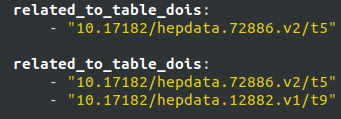 related_to_table_dois:
- "10.17182/hepdata.72886.v2/t5"
related_to_table_dois:
- "10.17182/hepdata.72886.v2/t5"
- "10.17182/hepdata.12882.v1/t9"